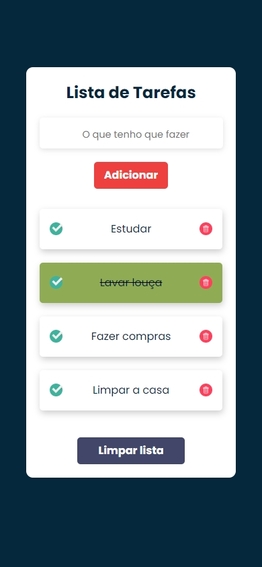 Lista de Tarefas
O que tenho que fazer
Adicionar
Estudar
Lavar louça
Fazer compras
Limpar a casa
Limpar lista